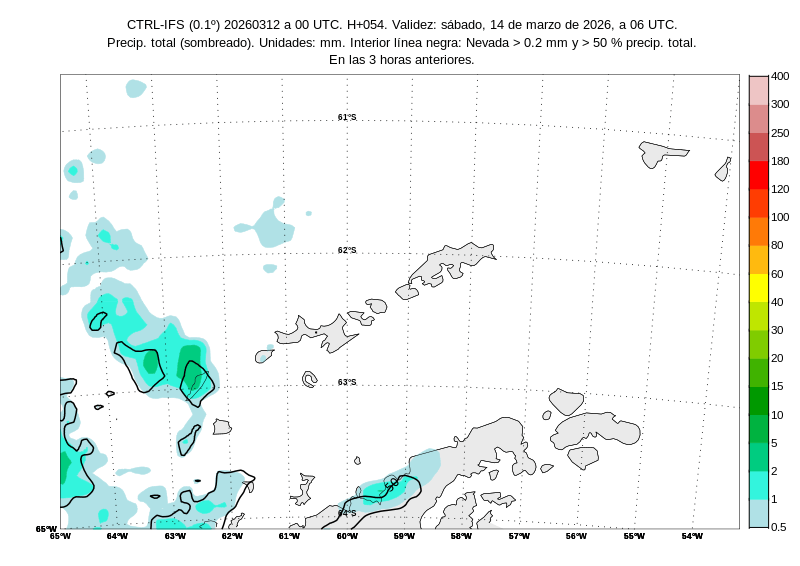 CTRL-IFS (0.1º) 20260312 a 00 UTC. H+054. Validez: sábado, 14 de marzo de 2026, a 06 UTC.
Precip. total (sombreado). Unidades: mm. Interior línea negra: Nevada > 0.2 mm y > 50 % precip. total.
En las 3 horas anteriores.
400
300
250
180
120
100
80
60
40
30
20
15
10
5
2
1
0.5
61°S
62°S
63°S
64°S
65°W
65°W 64°W 63°W 62°W 61°W 60°W 59°W 58°W 57°W 56°W 55°W 54°W